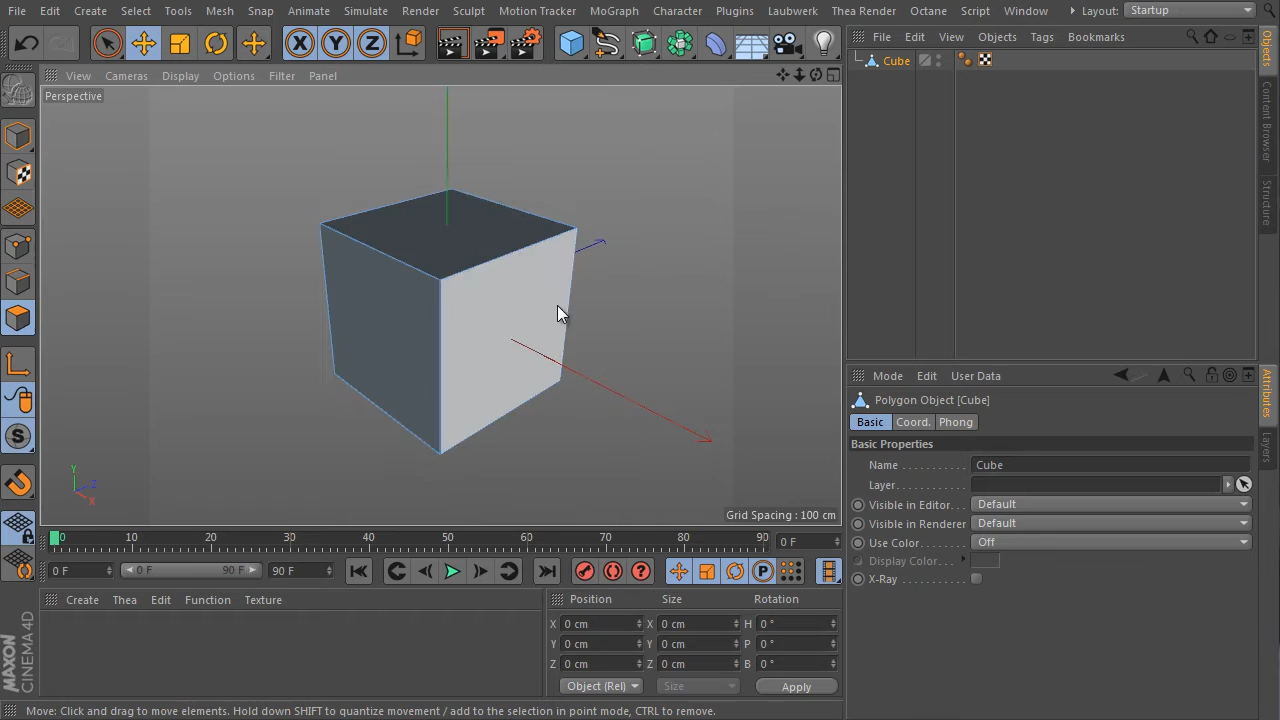 File Edit Create Select Tools Mesh Snap Animate Simulate Render Sculpt Motion Tracker MoGraph Character Plugins Laubwerk Thea Render Octane Script Window Layout: Startup
X Y Z
View Cameras Display Options Filter Panel
Perspective
Y
Z
X
Grid Spacing : 100 cm
0 10 20 30 40 50 60 70 80 90 0 F
0 F 0 F 90 F 90 F ? P
Create Thea Edit Function Texture
Position Size Rotation
X 0 cm X 0 cm H 0 °
Y 0 cm Y 0 cm P 0 °
Z 0 cm Z 0 cm B 0 °
Object (Rel) Size Apply
Move: Click and drag to move elements. Hold down SHIFT to quantize movement / add to the selection in point mode, CTRL to remove.
S
MAXON
CINEMA 4D
File Edit View Objects Tags Bookmarks
Cube
Mode Edit User Data
Polygon Object [Cube]
Basic Coord. Phong
Basic Properties
Name Cube
Layer
Visible in Editor Default
Visible in Renderer Default
Use Color Off
Display Color
X-Ray
Objects
Content Browser
Structure
Attributes
Layers